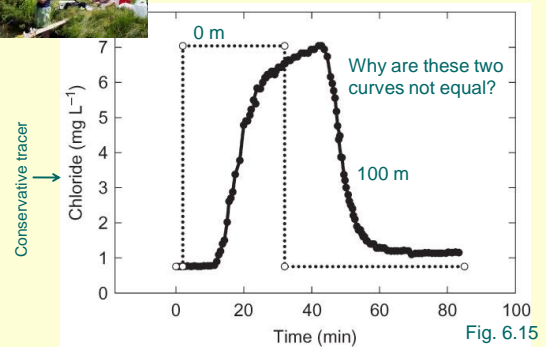 0 m
Why are these two
curves not equal?
100 m
Conservative tracer
Chloride (mg L⁻¹)
7
6
5
4
3
2
1
0
0 20 40 60 80 100
Time (min)
Fig. 6.15